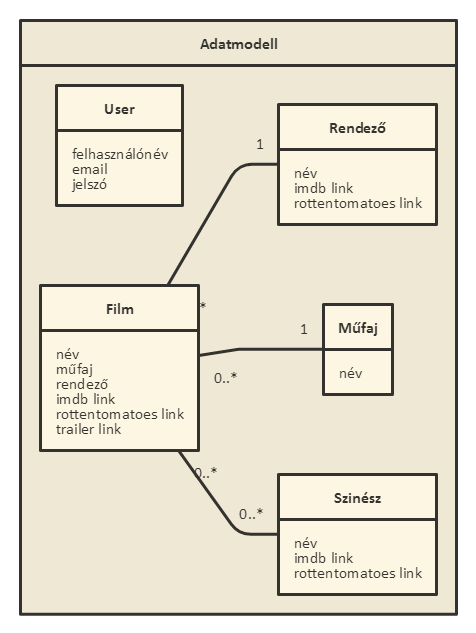 Adatmodell
User
felhasználónév
email
jelszó
1
Rendező
név
imdb link
rottentomatoes link
Film
név
műfaj
rendező
imdb link
rottentomatoes link
trailer link
*
1
0..*
Műfaj
név
0..*
0..*
Szinész
név
imdb link
rottentomatoes link